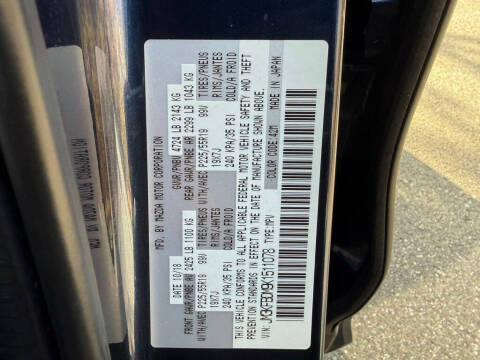 MFD. BY MAZDA MOTOR CORPORATION
DATE: 10/18 GVWR/PNBV 4724 LB 2143 KG
FRONT GAWR/PNBE AV 2425 LB 1100 KG REAR GAWR/PNBE AR 2299 LB 1043 KG
WITH/AVEC P225/55R19 99V TIRES/PNEUS WITH/AVEC P225/55R19 99V TIRES/PNEUS
19X7J RIMS/JANTES 19X7J RIMS/JANTES
240 KPA/35 PSI COLD/A FROID 240 KPA/35 PSI COLD/A FROID
THIS VEHICLE CONFORMS TO ALL APPLICABLE FEDERAL MOTOR VEHICLE SAFETY AND THEFT
PREVENTION STANDARDS IN EFFECT ON THE DATE OF MANUFACTURE SHOWN ABOVE.
TYPE:MPV COLOR CODE:42M MADE IN JAPAN